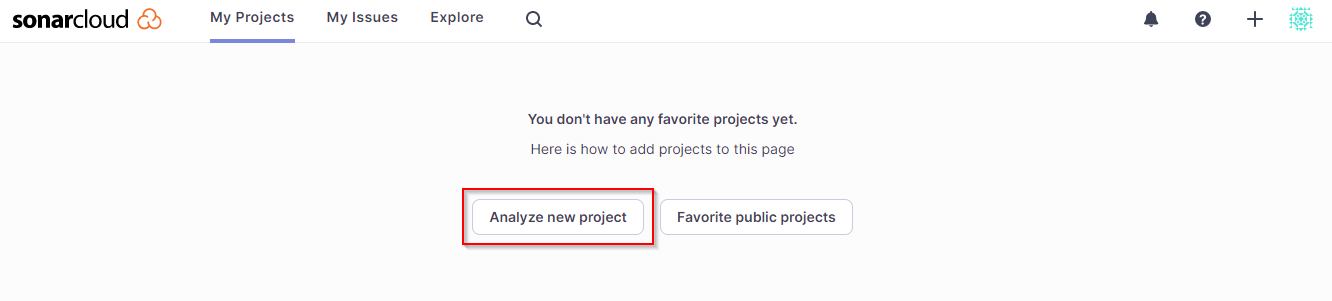 sonarcloud My Projects My Issues Explore
You don't have any favorite projects yet.
Here is how to add projects to this page
Analyze new project Favorite public projects